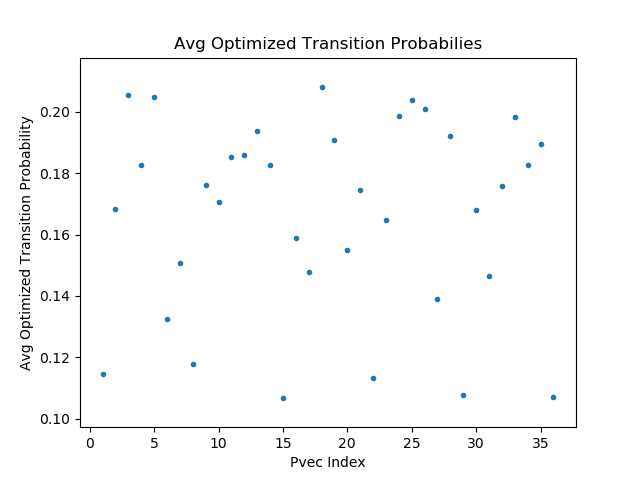 Avg Optimized Transition Probabilies
Avg Optimized Transition Probability
0.20
0.18
0.16
0.14
0.12
0.10
0 5 10 15 20 25 30 35
Pvec Index